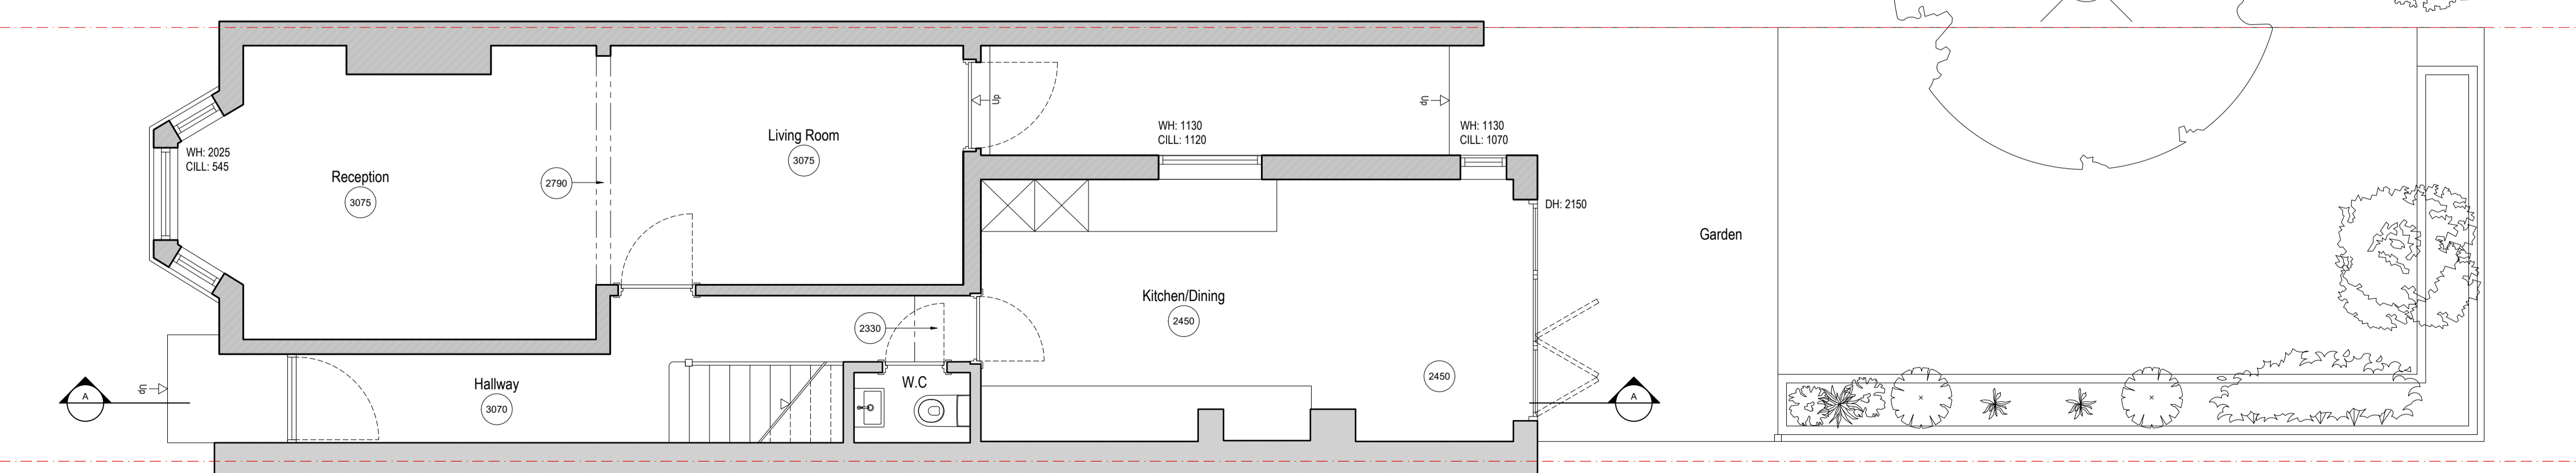 WH: 2025
CILL: 545
Reception
3075
2790
Living Room
3075
Up
Up
WH: 1130
CILL: 1120
WH: 1130
CILL: 1070
DH: 2150
Garden
Kitchen/Dining
2450
2450
2330
W.C
Hallway
3070
Up
A
A